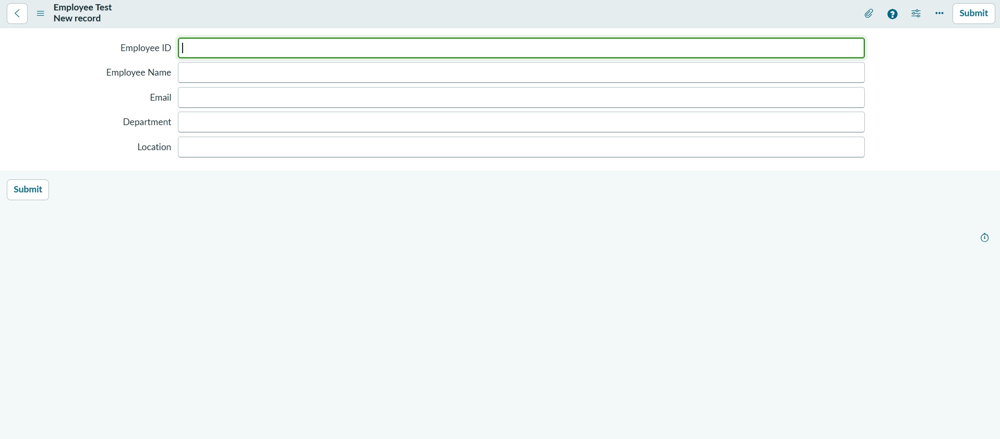 Employee Test
New record
Submit
Employee ID
Employee Name
Email
Department
Location
Submit